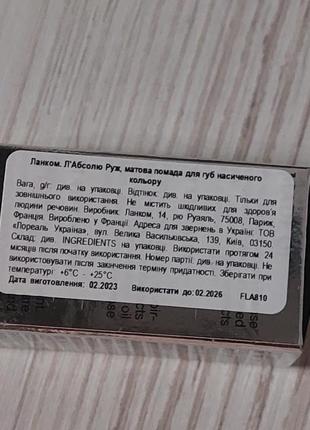 Ланком. Л'Абсолю Руж, матова помада для губ насиченого
кольору
Вага, g/г: див. на упаковці. Відтінок: див. на упаковці. Тільки для
зовнішнього використання. Не містить шкідливих для здоров'я
людини речовин. Виробник: Ланком, 14, рю Руаяль, 75008, Париж,
Франція. Вироблено у Франції. Адреса для звернень в Україні: ТОВ
«Лореаль Україна», вул. Велика Васильківська, 139, Київ, 03150
Склад: див. INGREDIENTS на упаковці. Використати протягом 24
місяців після початку використання. Номер партії: див. на упаковці. Не
використовувати після закінчення терміну придатності. Зберігати при
температурі +6°C - +25°C
Дата виготовлення: 02.2023 Використати до: 02.2026 FLA810